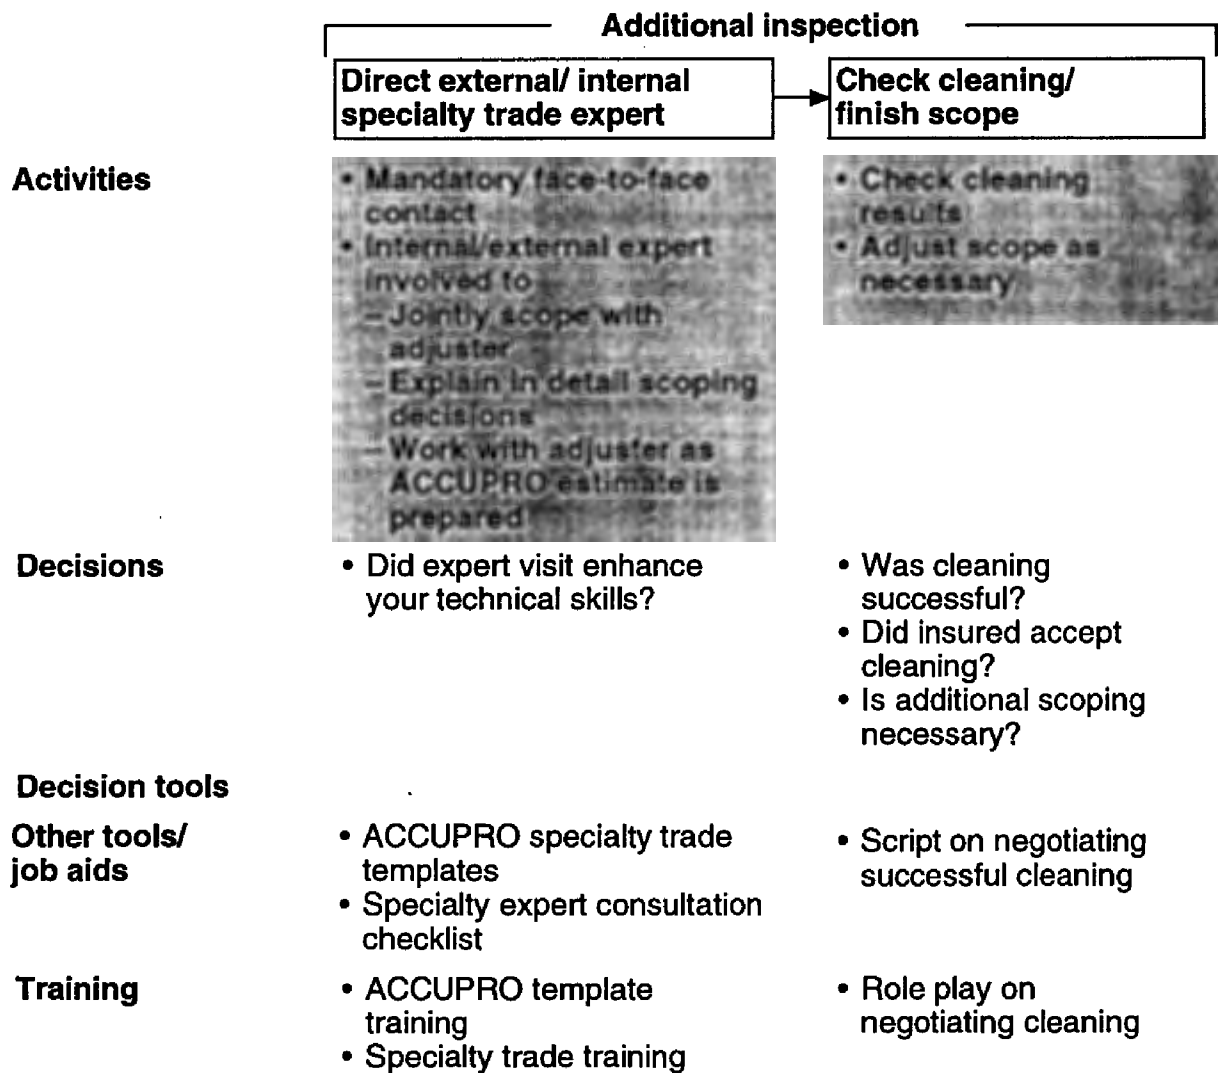 Additional inspection
Direct external/ internal
specialty trade expert
Check cleaning/
finish scope
Activities
• Mandatory face-to-face
contact
• Internal/external expert
involved to
– Jointly scope with
adjuster
– Explain in detail scoping
decisions
– Work with adjuster as
ACCUPRO estimate is
prepared
• Check cleaning
results
• Adjust scope as
necessary
Decisions
• Did expert visit enhance
your technical skills?
• Was cleaning
successful?
• Did insured accept
cleaning?
• Is additional scoping
necessary?
Decision tools
Other tools/
job aids
• ACCUPRO specialty trade
templates
• Specialty expert consultation
checklist
• Script on negotiating
successful cleaning
Training
• ACCUPRO template
training
• Specialty trade training
• Role play on
negotiating cleaning